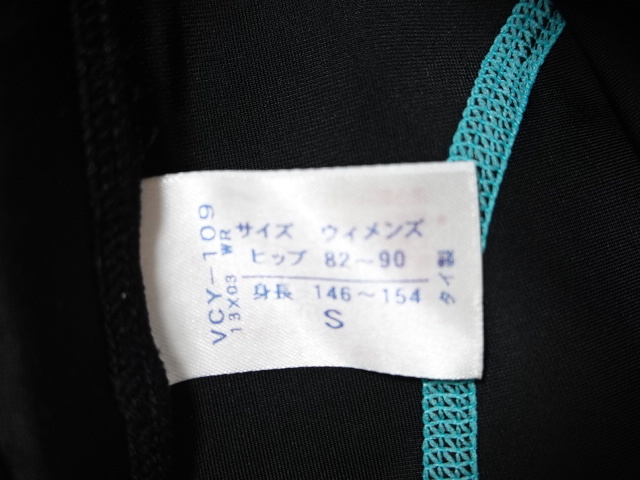 VCY-109
13X03 WR
サイズ ウィメンズ
ヒップ 82〜90
身長 146〜154
S
タイ製